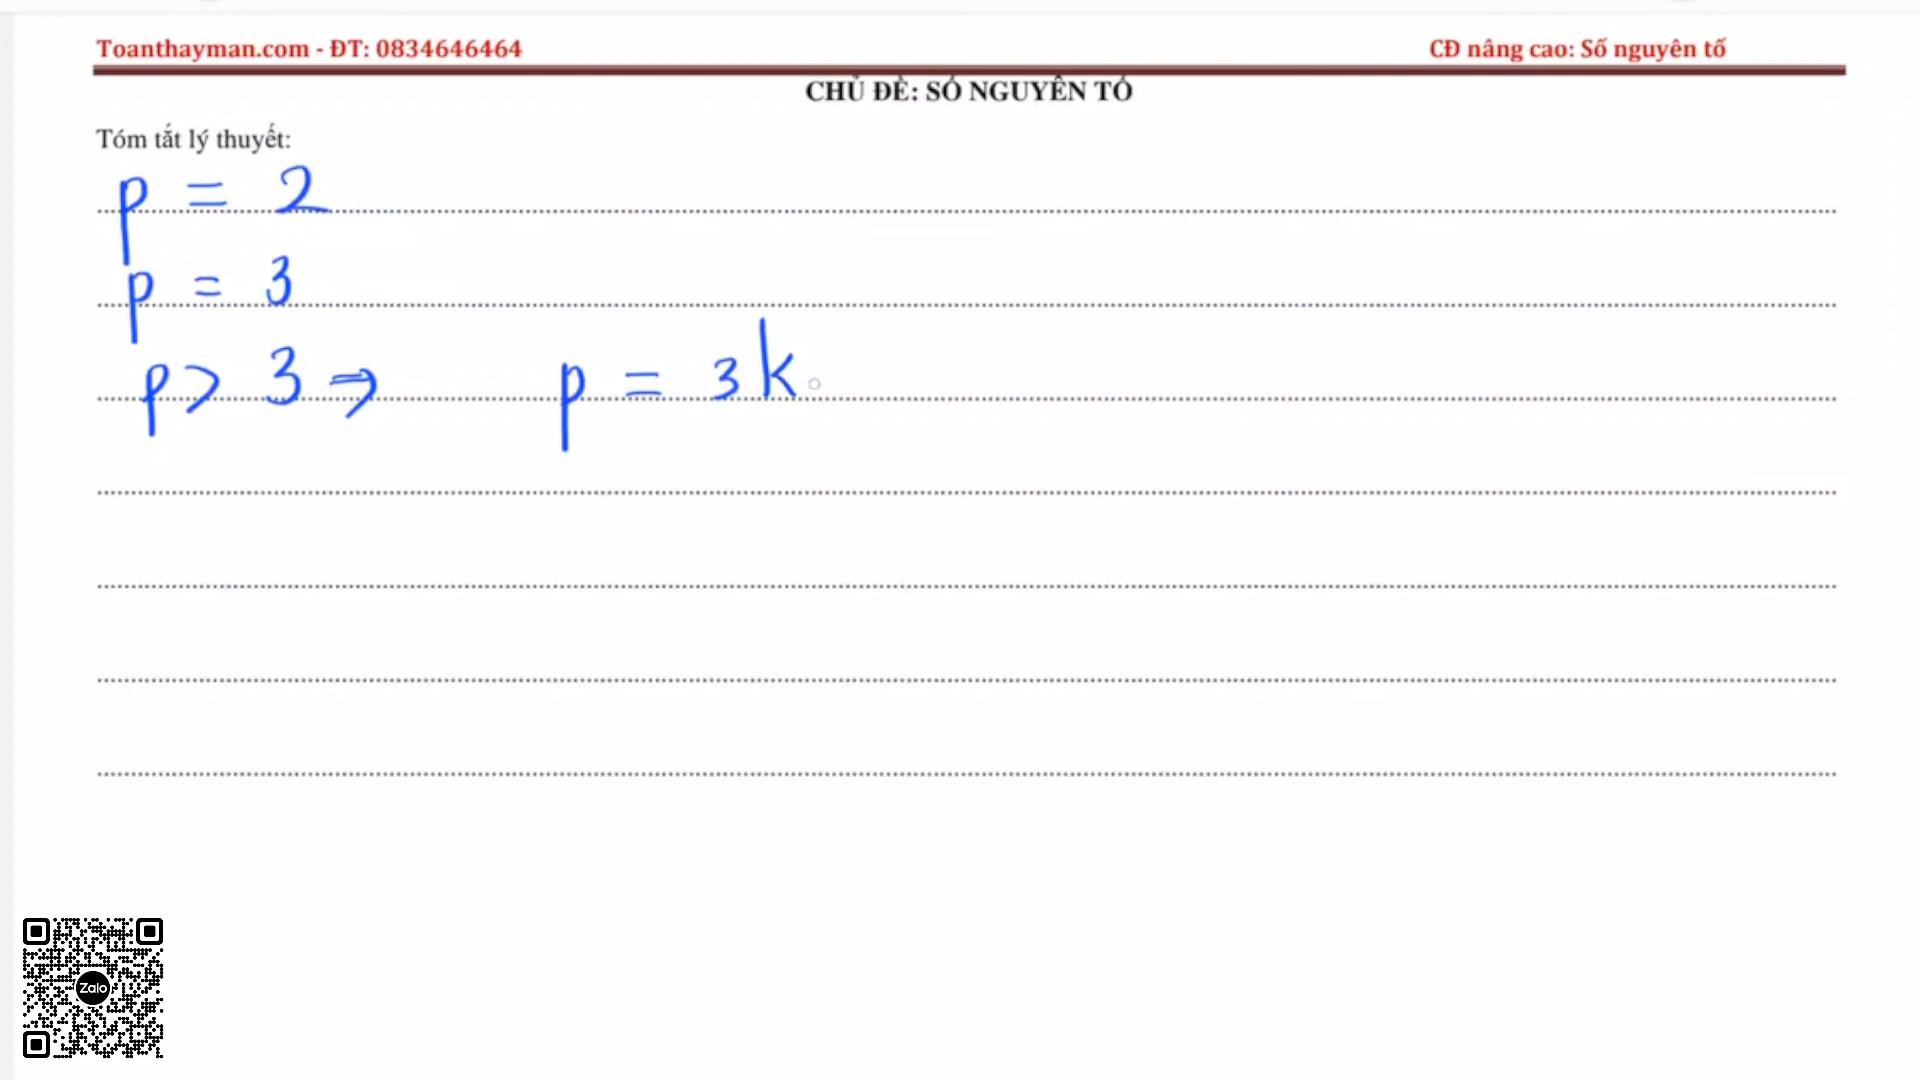 Toanthayman.com - ĐT: 0834646464
CĐ nâng cao: Số nguyên tố
CHỦ ĐỀ: SỐ NGUYÊN TỐ
Tóm tắt lý thuyết:
p = 2
p = 3
p > 3 ⇒ p = 3k
Zalo